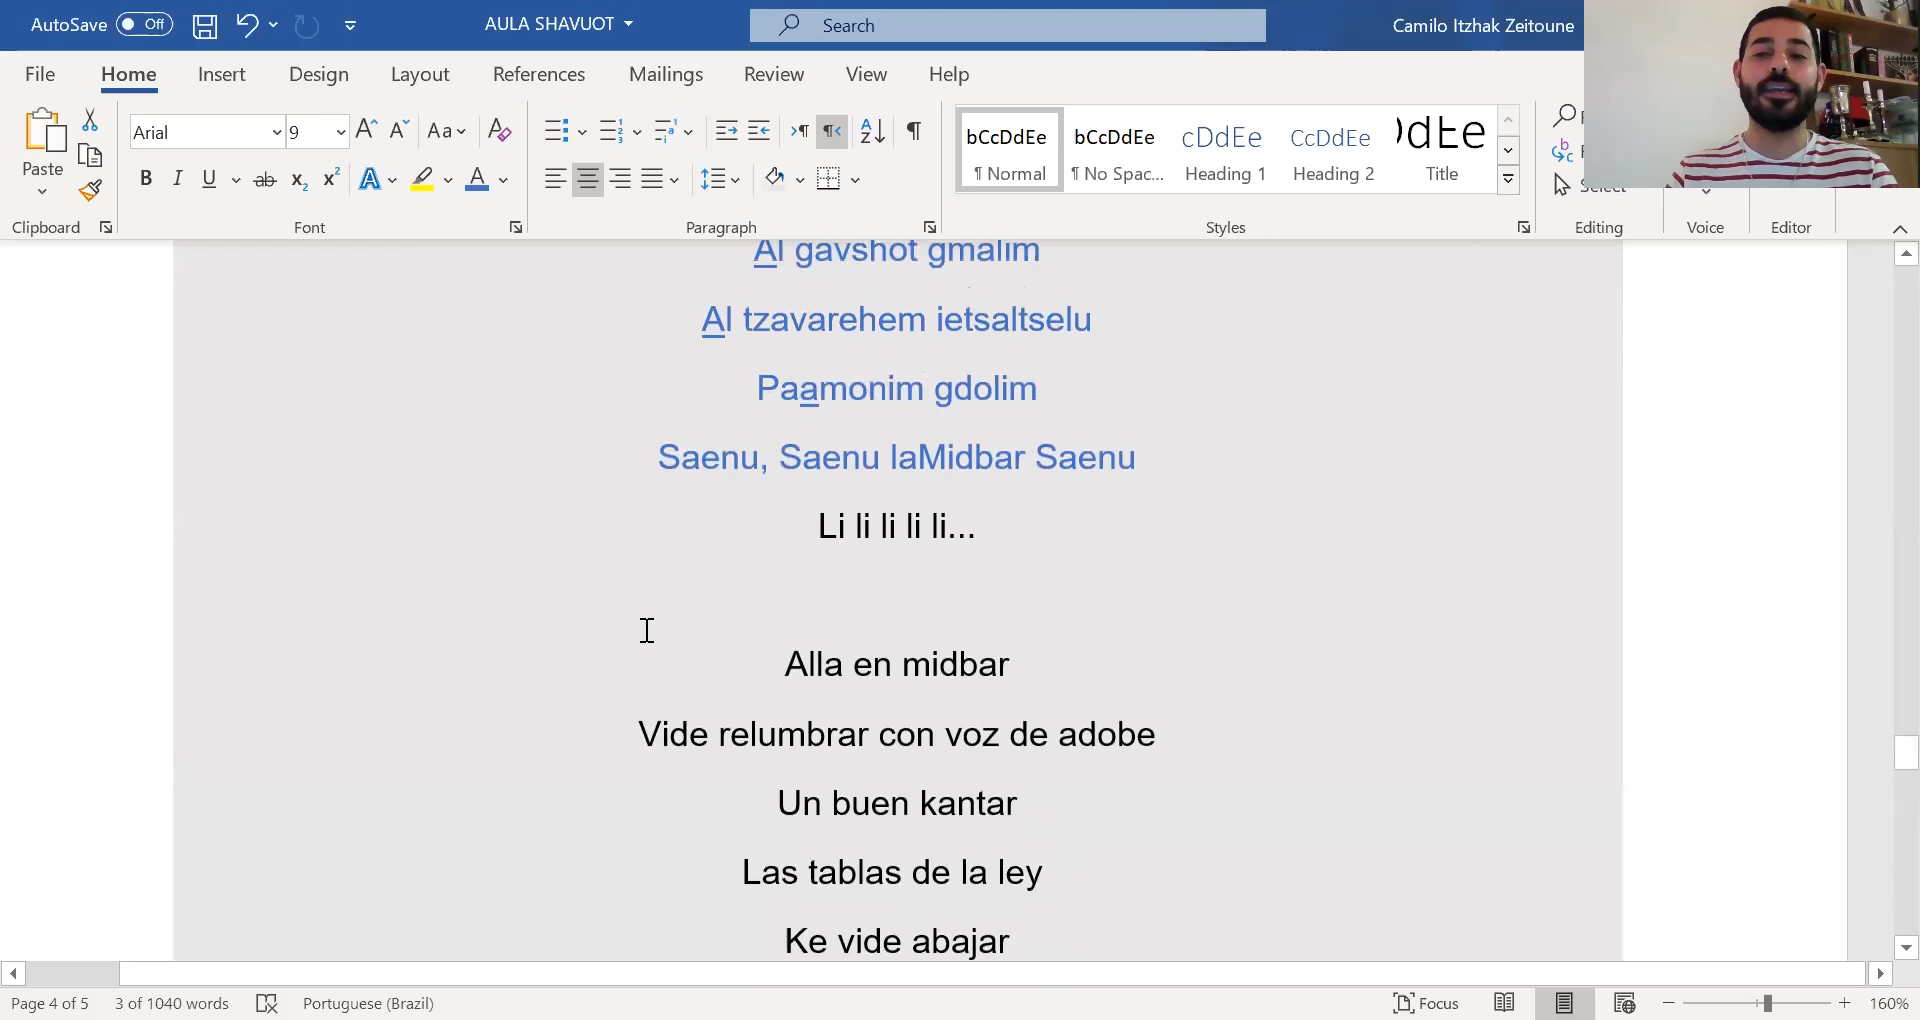 AutoSave Off AULA SHAVUOT Search Camilo Itzhak Zeitoune
File Home Insert Design Layout References Mailings Review View Help
Arial 9 Aa bCcDdEe bCcDdEe cDdEe CcDdEe
Paste ¶ Normal ¶ No Spac... Heading 1 Heading 2 Title
Select
Clipboard Font Paragraph Styles Editing Voice Editor
Al gavshot gmalim
Al tzavarehem ietsaltselu
Paamonim gdolim
Saenu, Saenu laMidbar Saenu
Li li li li li...
Alla en midbar
Vide relumbrar con voz de adobe
Un buen kantar
Las tablas de la ley
Ke vide abajar
Page 4 of 5 3 of 1040 words Portuguese (Brazil) Focus 160%